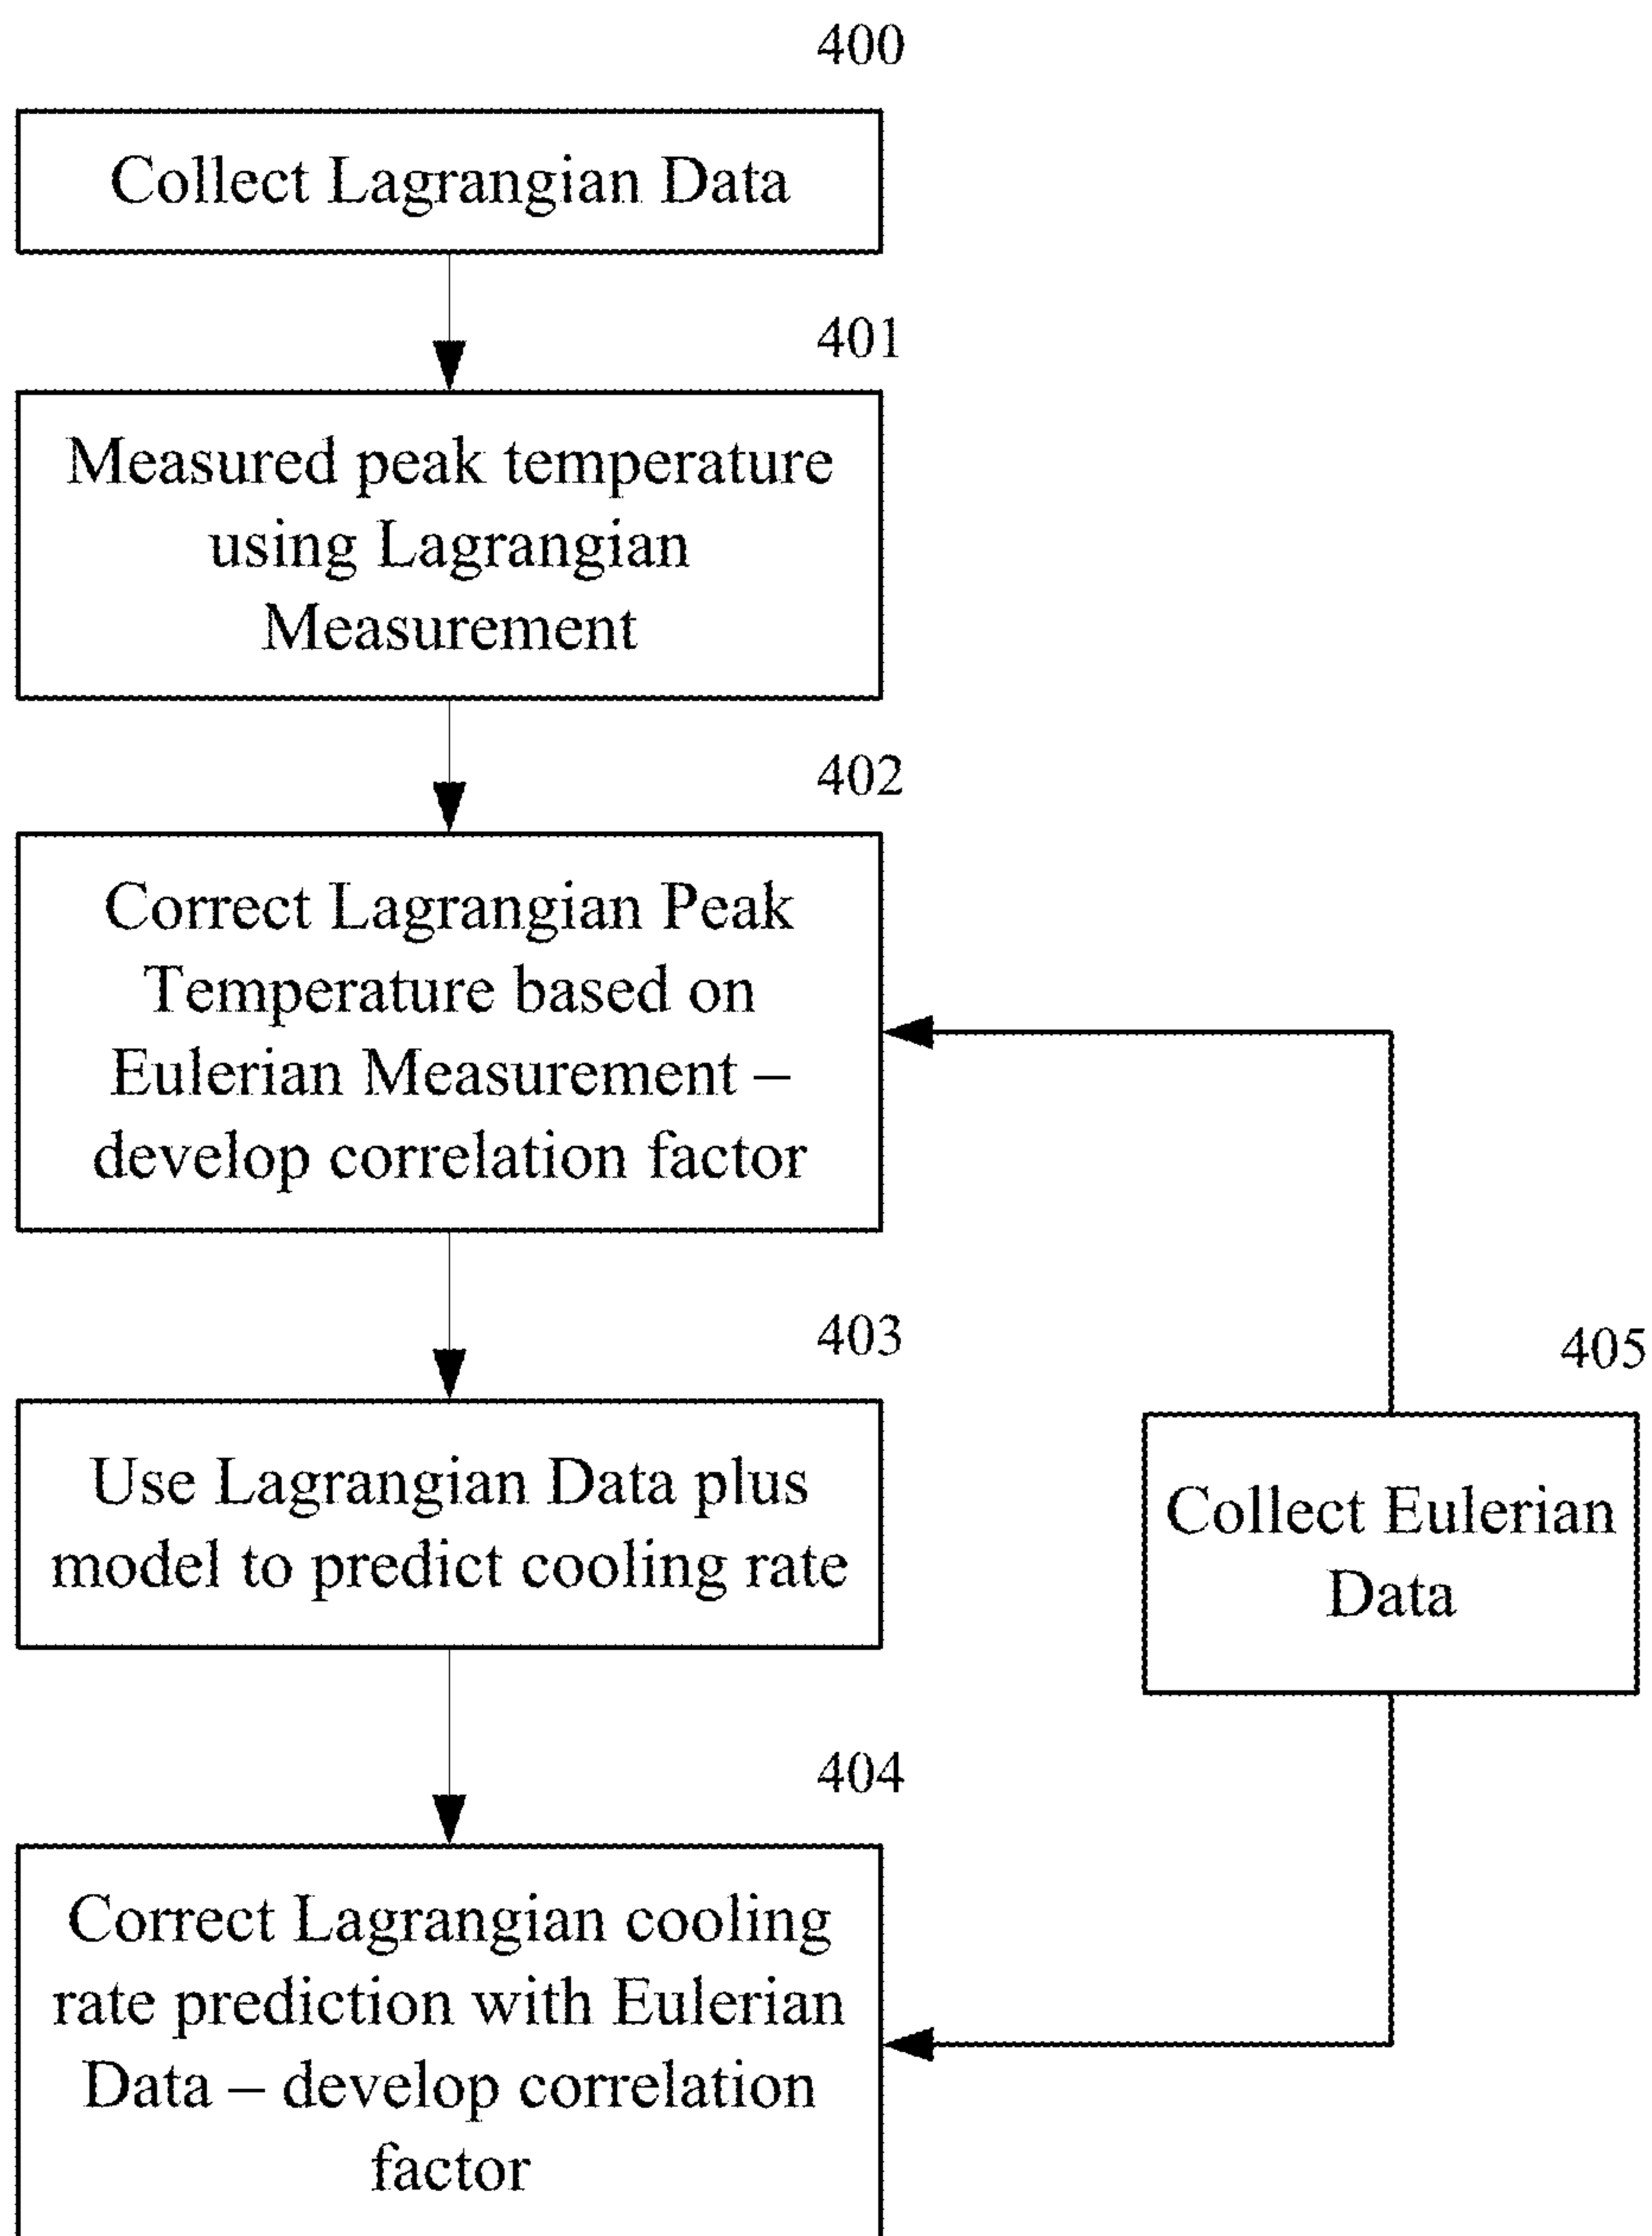 400
Collect Lagrangian Data
401
Measured peak temperature
using Lagrangian
Measurement
402
Correct Lagrangian Peak
Temperature based on
Eulerian Measurement –
develop correlation factor
403
Use Lagrangian Data plus
model to predict cooling rate
405
Collect Eulerian
Data
404
Correct Lagrangian cooling
rate prediction with Eulerian
Data – develop correlation
factor